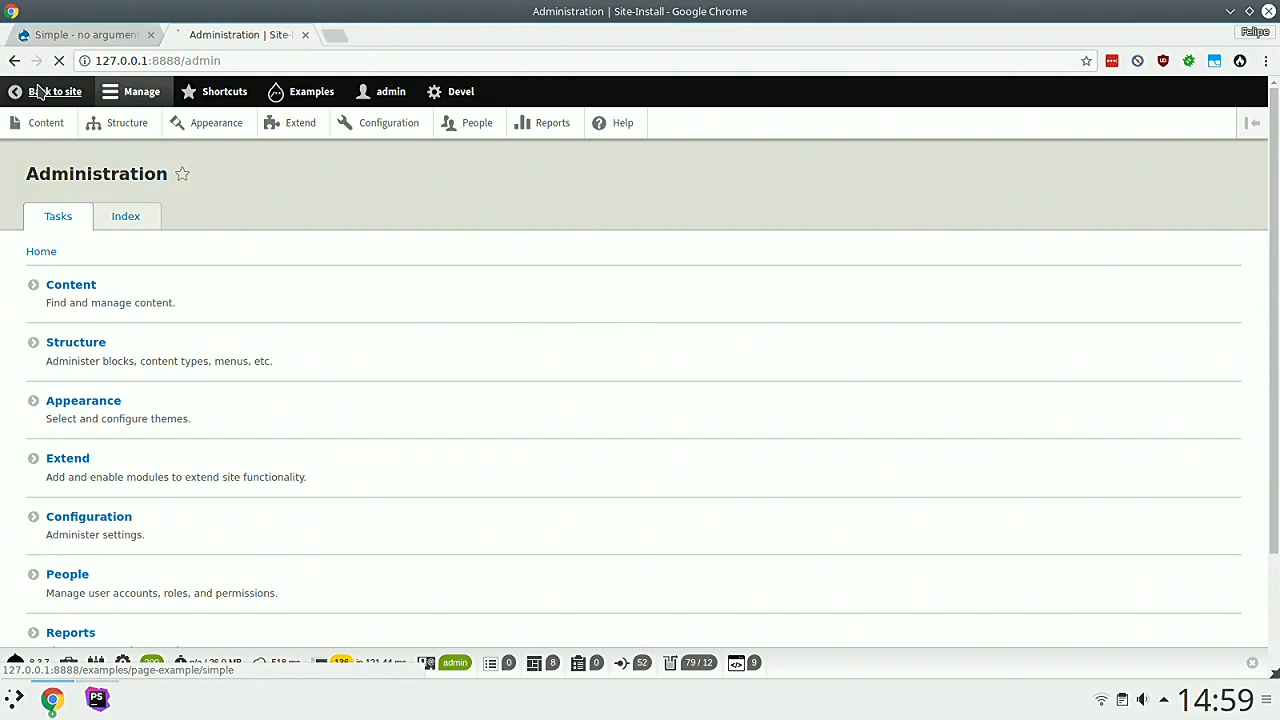 Administration | Site-Install - Google Chrome
Simple - no argumen
Administration | Site-I
Felipe
127.0.0.1:8888/admin
Back to site
Manage
Shortcuts
Examples
admin
Devel
Content
Structure
Appearance
Extend
Configuration
People
Reports
Help
Administration
Tasks
Index
Home
Content
Find and manage content.
Structure
Administer blocks, content types, menus, etc.
Appearance
Select and configure themes.
Extend
Add and enable modules to extend site functionality.
Configuration
Administer settings.
People
Manage user accounts, roles, and permissions.
Reports
admin 0 8 0 52 79 / 12 9
127.0.0.1:8888/examples/page-example/simple
PS
14:59